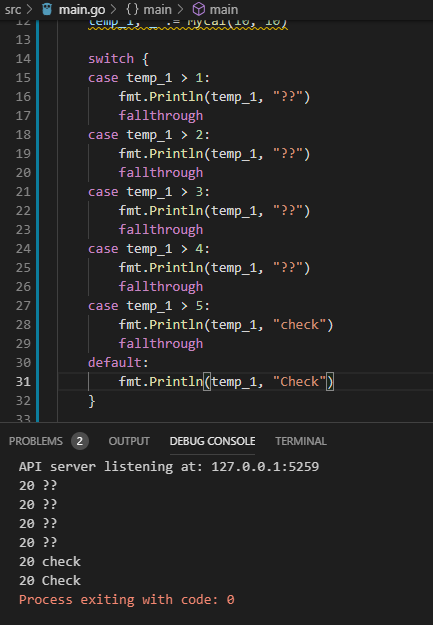 src > main.go > {} main > main
12 temp_1, _ := MyCal(10, 10)
13
14 switch {
15 case temp_1 > 1:
16 fmt.Println(temp_1, "??")
17 fallthrough
18 case temp_1 > 2:
19 fmt.Println(temp_1, "??")
20 fallthrough
21 case temp_1 > 3:
22 fmt.Println(temp_1, "??")
23 fallthrough
24 case temp_1 > 4:
25 fmt.Println(temp_1, "??")
26 fallthrough
27 case temp_1 > 5:
28 fmt.Println(temp_1, "check")
29 fallthrough
30 default:
31 fmt.Println(temp_1, "Check")
32 }
33
PROBLEMS 2 OUTPUT DEBUG CONSOLE TERMINAL
API server listening at: 127.0.0.1:5259
20 ??
20 ??
20 ??
20 ??
20 check
20 Check
Process exiting with code: 0